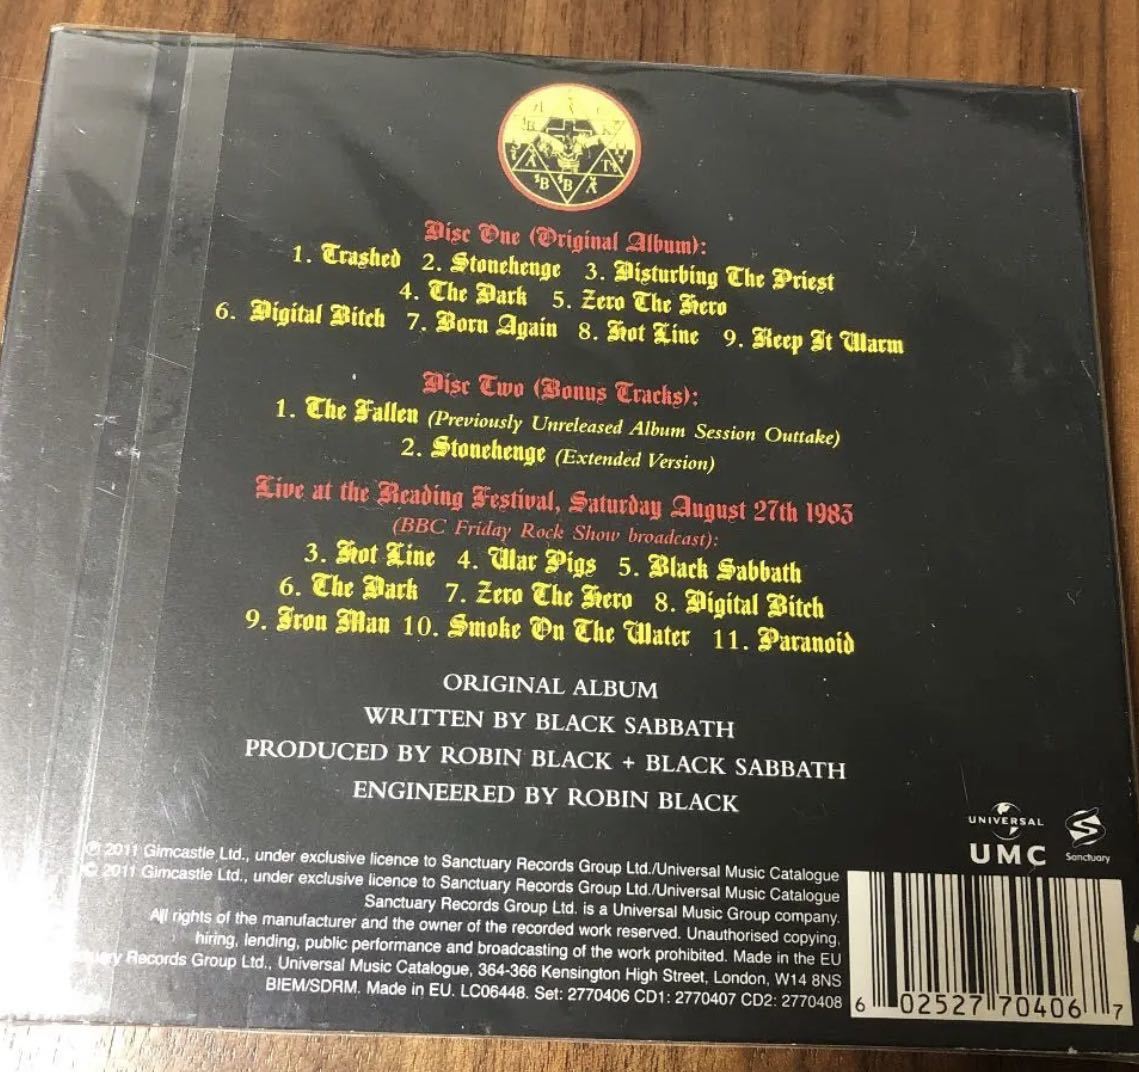 Disc One (Original Album):
1. Trashed 2. Stonehenge 3. Disturbing The Priest
4. The Dark 5. Zero The Hero
6. Digital Bitch 7. Born Again 8. Hot Line 9. Keep It Warm
Disc Two (Bonus Tracks):
1. The Fallen (Previously Unreleased Album Session Outtake)
2. Stonehenge (Extended Version)
Live at the Reading Festival, Saturday August 27th 1983
(BBC Friday Rock Show broadcast):
3. Hot Line 4. War Pigs 5. Black Sabbath
6. The Dark 7. Zero The Hero 8. Digital Bitch
9. Iron Man 10. Smoke On The Water 11. Paranoid
ORIGINAL ALBUM
WRITTEN BY BLACK SABBATH
PRODUCED BY ROBIN BLACK + BLACK SABBATH
ENGINEERED BY ROBIN BLACK
UNIVERSAL
UMC
Sanctuary
℗ 2011 Gimcastle Ltd., under exclusive licence to Sanctuary Records Group Ltd./Universal Music Catalogue
© 2011 Gimcastle Ltd., under exclusive licence to Sanctuary Records Group Ltd./Universal Music Catalogue
Sanctuary Records Group Ltd. is a Universal Music Group company.
All rights of the manufacturer and the owner of the recorded work reserved. Unauthorised copying,
hiring, lending, public performance and broadcasting of the work prohibited. Made in the EU
Records Group Ltd., Universal Music Catalogue, 364-366 Kensington High Street, London, W14 8NS
BIEM/SDRM. Made in EU. LC06448. Set: 2770406 CD1: 2770407 CD2: 2770408
6 02527 70406 7